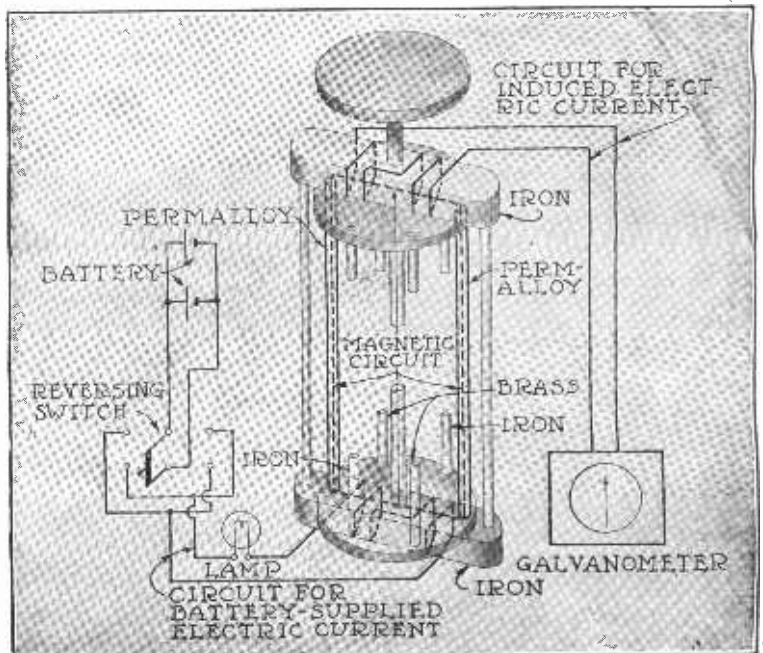 CIRCUIT FOR
INDUCED ELECT
RIC CURRENT
IRON
PERMALLOY
BATTERY
PERM-
ALLOY
MAGNETIC
CIRCUIT
REVERSING
SWITCH
BRASS
IRON
IRON
LAMP
GALVANOMETER
IRON
CIRCUIT FOR
BATTERY-SUPPLIED
ELECTRIC CURRENT